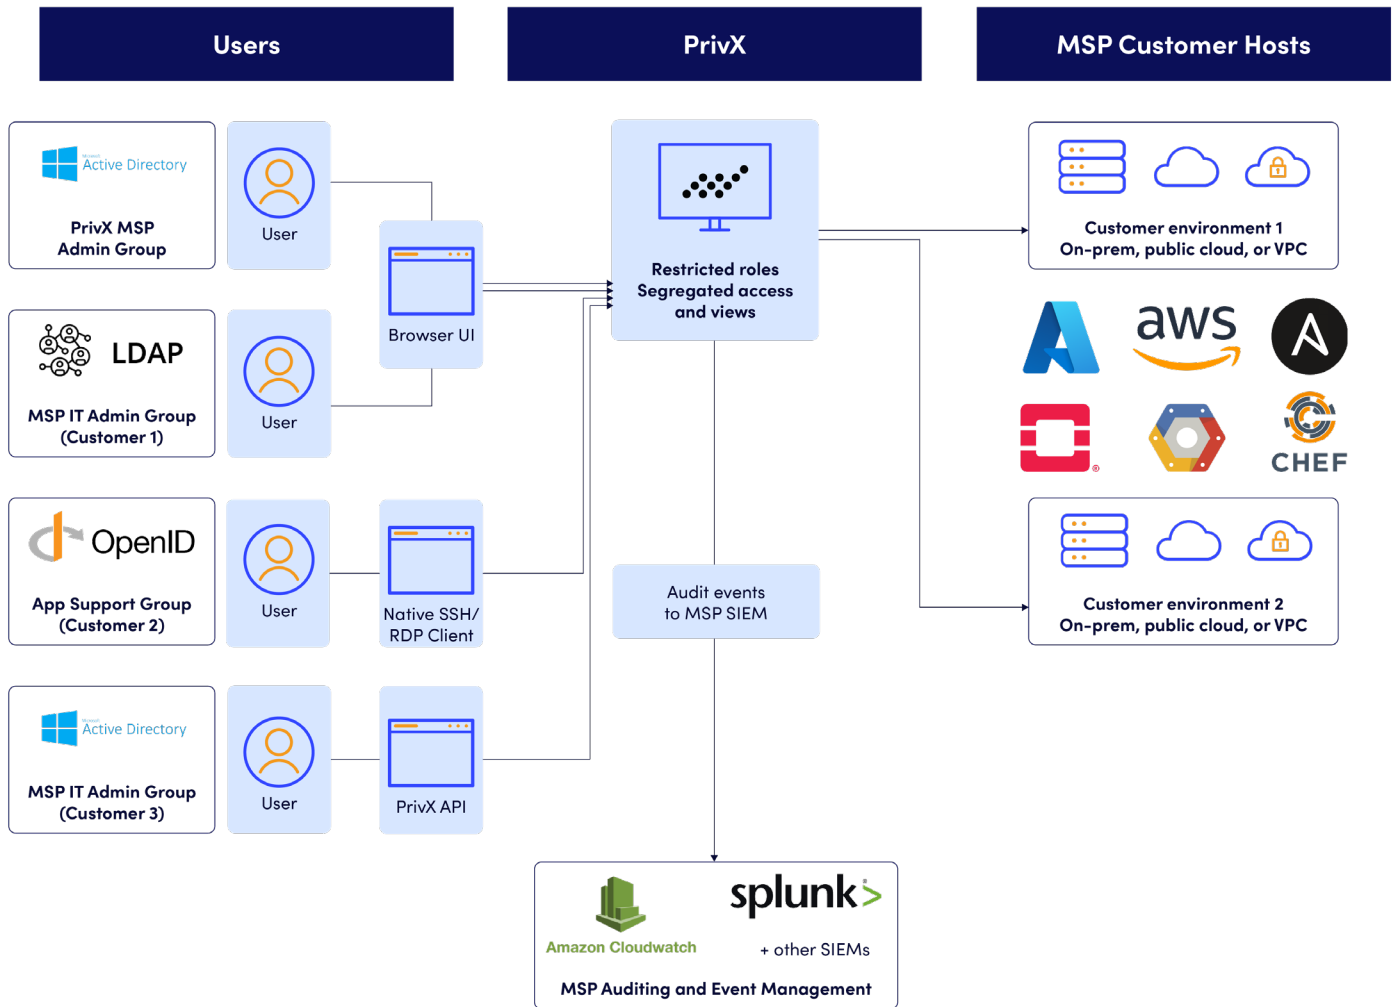 Users
PrivX
MSP Customer Hosts
Microsoft
Active Directory
PrivX MSP
Admin Group
User
LDAP
MSP IT Admin Group
(Customer 1)
User
Browser UI
OpenID
App Support Group
(Customer 2)
User
Native SSH/
RDP Client
Microsoft
Active Directory
MSP IT Admin Group
(Customer 3)
User
PrivX API
Restricted roles
Segregated access
and views
Audit events
to MSP SIEM
Amazon Cloudwatch
splunk>
+ other SIEMs
MSP Auditing and Event Management
Customer environment 1
On-prem, public cloud, or VPC
aws
CHEF
Customer environment 2
On-prem, public cloud, or VPC